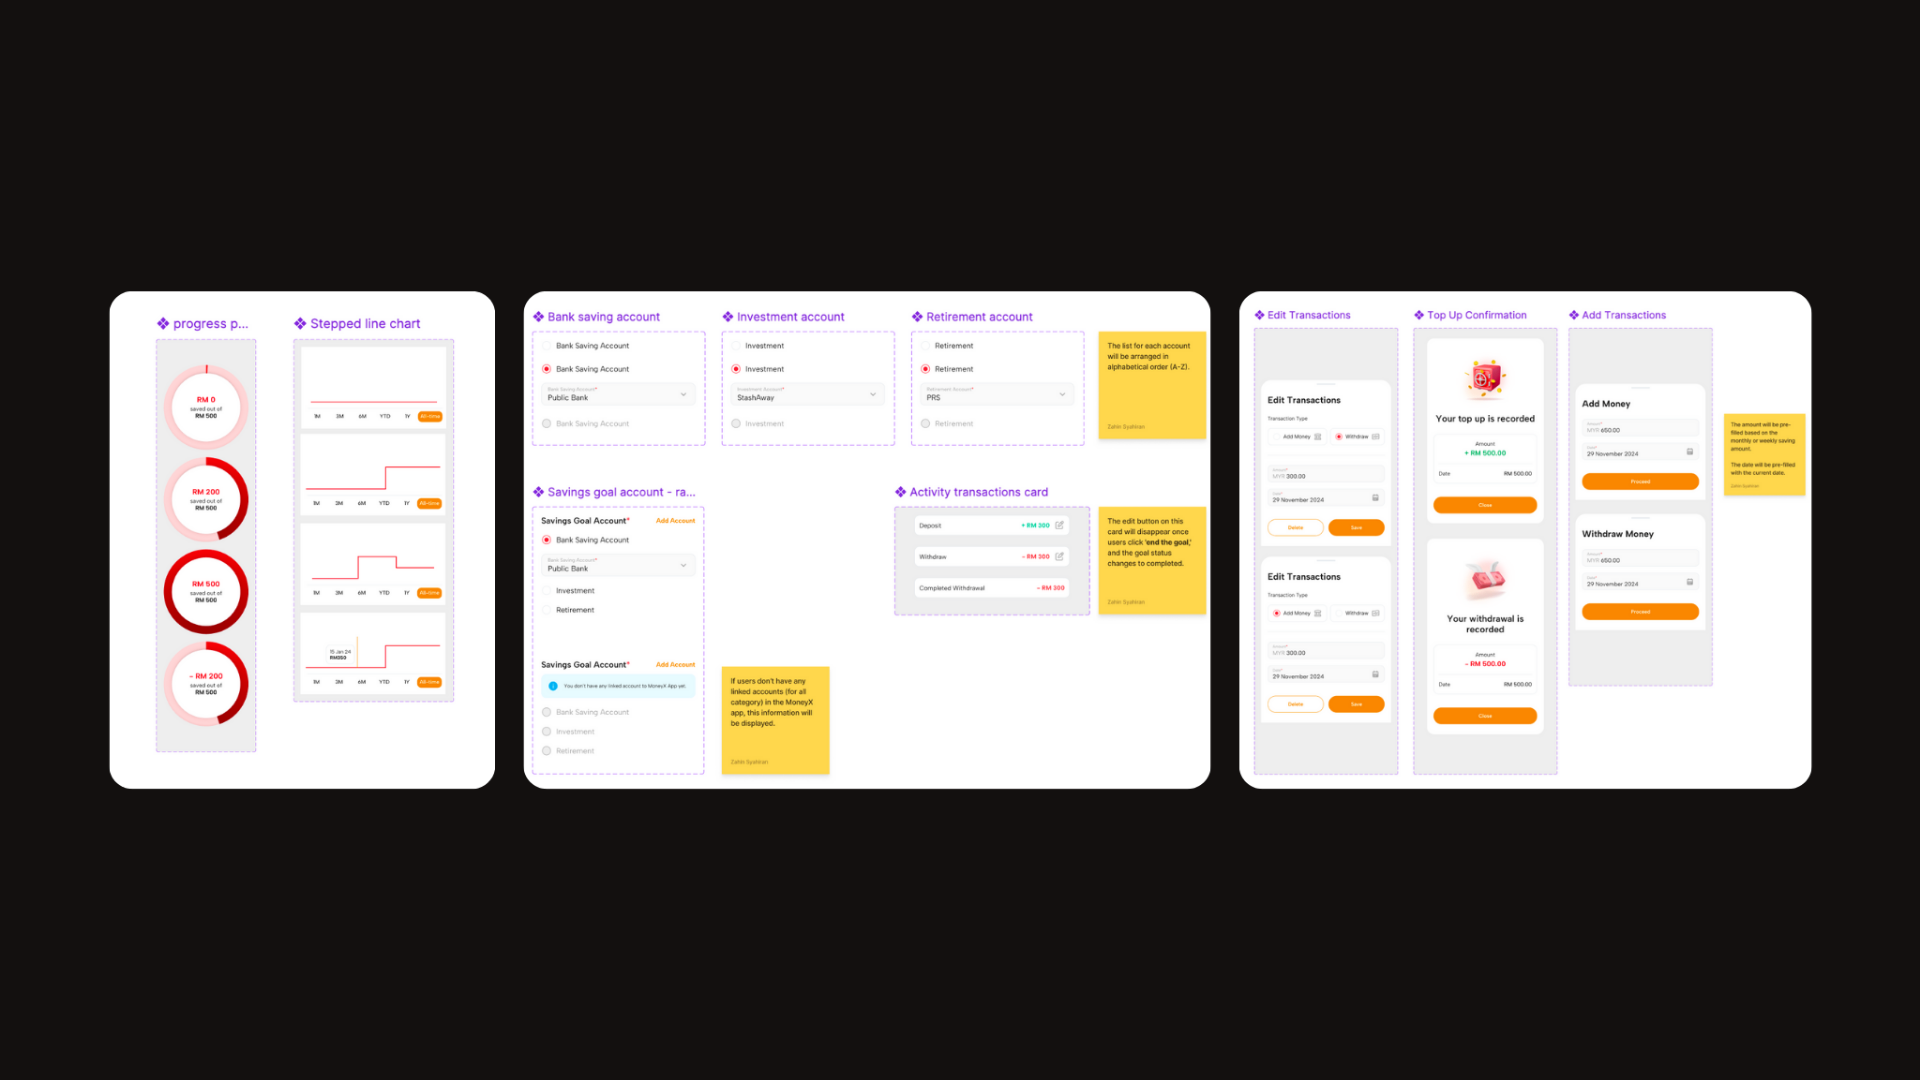 progress p...
RM 0
saved out of
RM 500
RM 200
saved out of
RM 500
RM 500
saved out of
RM 500
- RM 200
saved out of
RM 500
Stepped line chart
1M 3M 6M YTD 1Y All-time
1M 3M 6M YTD 1Y All-time
1M 3M 6M YTD 1Y All-time
15 Jan 24
RM350
1M 3M 6M YTD 1Y All-time
Bank saving account
Bank Saving Account
Bank Saving Account
Bank Saving Account*
Public Bank
Bank Saving Account
Investment account
Investment
Investment
Investment Account*
StashAway
Investment
Retirement account
Retirement
Retirement
Retirement Account*
PRS
Retirement
The list for each account
will be arranged in
alphabetical order (A-Z).
Zahin Syahiran
Savings goal account - ra...
Savings Goal Account* Add Account
Bank Saving Account
Bank Saving Account*
Public Bank
Investment
Retirement
Savings Goal Account* Add Account
You don't have any linked account to MoneyX App yet.
Bank Saving Account
Investment
Retirement
If users don't have any
linked accounts (for all
category) in the MoneyX
app, this information will
be displayed.
Zahin Syahiran
Activity transactions card
Deposit + RM 300
Withdraw - RM 300
Completed Withdrawal - RM 300
The edit button on this
card will disappear once
users click 'end the goal,'
and the goal status
changes to completed.
Zahin Syahiran
Edit Transactions
Edit Transactions
Transaction Type
Add Money Withdraw
Amount*
MYR 300.00
Date*
29 November 2024
Delete Save
Edit Transactions
Transaction Type
Add Money Withdraw
Amount*
MYR 300.00
Date*
29 November 2024
Delete Save
Top Up Confirmation
Your top up is recorded
Amount
+ RM 500.00
Date RM 500.00
Close
Your withdrawal is
recorded
Amount
- RM 500.00
Date RM 500.00
Close
Add Transactions
Add Money
Amount*
MYR 650.00
Date*
29 November 2024
Proceed
Withdraw Money
Amount*
MYR 650.00
Date*
29 November 2024
Proceed
The amount will be pre-
filled based on the
monthly or weekly saving
amount.
The date will be pre-filled
with the current date.
Zahin Syahiran